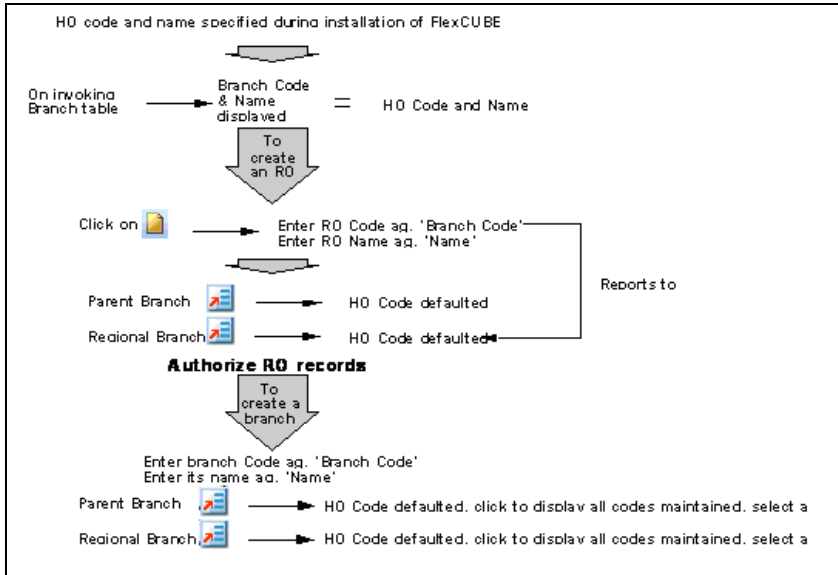 HO code and name specified during installation of FlexCUBE
On invoking
Branch table
Branch Code
& Name
displayed
=
HO Code and Name
To
create
an RO
Click on
Enter RO Code ag. 'Branch Code'
Enter RO Name ag. 'Name'
Reports to
Parent Branch
HO Code defaulted
Regional Branch
HO Code defaulted
Authorize RO records
To
create a
branch
Enter branch Code ag. 'Branch Code'
Enter its name ag. 'Name'
Parent Branch
HO Code defaulted. click to display all codes maintained. select a
Regional Branch
HO Code defaulted. click to display all codes maintained. select a